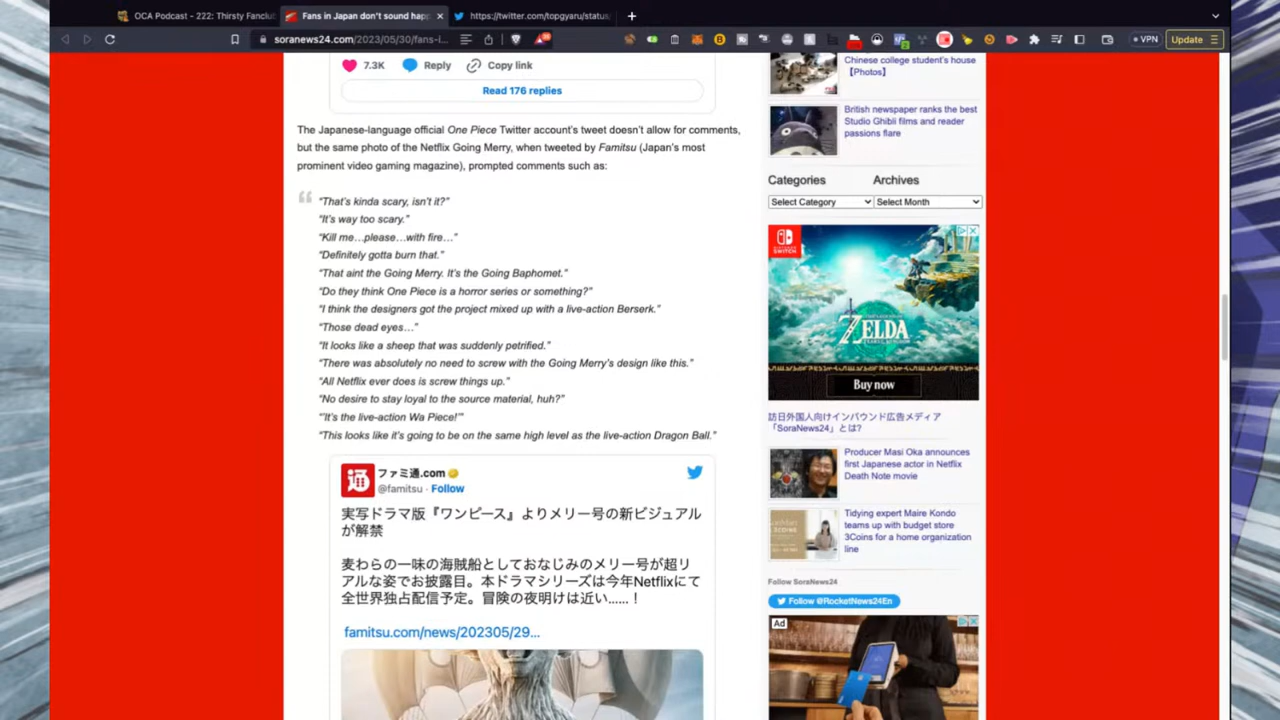 OCA Podcast - 222: Thirsty Fanclu
Fans in Japan don't sound happ
https://twitter.com/topgyaru/status
soranews24.com/2023/05/30/fans-l...
VPN
Update
7.3K
Reply
Copy link
Read 176 replies
The Japanese-language official One Piece Twitter account's tweet doesn't allow for comments,
but the same photo of the Netflix Going Merry, when tweeted by Famitsu (Japan's most
prominent video gaming magazine), prompted comments such as:
“That's kinda scary, isn't it?”
“It's way too scary.”
“Kill me…please…with fire…”
“Definitely gotta burn that.”
“That aint the Going Merry. It's the Going Baphomet.”
“Do they think One Piece is a horror series or something?”
“I think the designers got the project mixed up with a live-action Berserk.”
“Those dead eyes…”
“It looks like a sheep that was suddenly petrified.”
“There was absolutely no need to screw with the Going Merry's design like this.”
“All Netflix ever does is screw things up.”
“No desire to stay loyal to the source material, huh?”
“'It's the live-action Wa Piece!'”
“This looks like it's going to be on the same high level as the live-action Dragon Ball.”
ファミ通.com
@famitsu · Follow
実写ドラマ版『ワンピース』よりメリー号の新ビジュアル
が解禁
麦わらの一味の海賊船としておなじみのメリー号が超リ
アルな姿でお披露目。本ドラマシリーズは今年Netflixにて
全世界独占配信予定。冒険の夜明けは近い……！
famitsu.com/news/202305/29...
Chinese college student's house
【Photos】
British newspaper ranks the best
Studio Ghibli films and reader
passions flare
Categories
Archives
Select Category
Select Month
NINTENDO SWITCH
THE LEGEND OF
ZELDA
TEARS OF THE KINGDOM
Buy now
訪日外国人向けインバウンド広告メディア
「SoraNews24」とは?
Producer Masi Oka announces
first Japanese actor in Netflix
Death Note movie
Tidying expert Maire Kondo
teams up with budget store
3Coins for a home organization
line
Follow SoraNews24
Follow @RocketNews24En
Ad